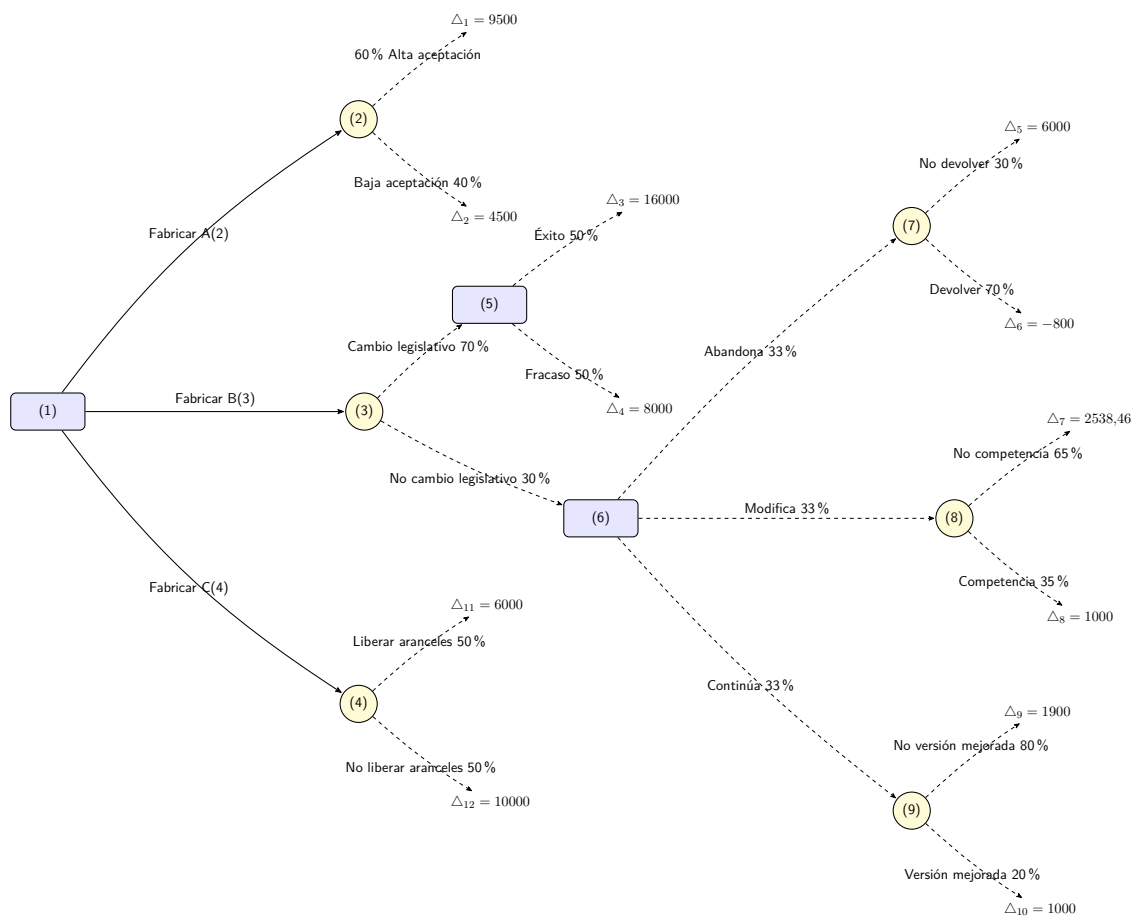 △₁ = 9500
60 % Alta aceptación
(2)
△₅ = 6000
No devolver 30 %
Baja aceptación 40 %
△₃ = 16000
△₂ = 4500
(7)
Fabricar A(2)
Éxito 50 %
Devolver 70 %
(5)
△₆ = −800
Cambio legislativo 70 %
Abandona 33 %
Fracaso 50 %
Fabricar B(3)
(1)
(3)
△₄ = 8000
△₇ = 2538,46
No competencia 65 %
No cambio legislativo 30 %
Modifica 33 %
(6)
(8)
Competencia 35 %
Fabricar C(4)
△₁₁ = 6000
△₈ = 1000
Liberar aranceles 50 %
Continúa 33 %
(4)
△₉ = 1900
No versión mejorada 80 %
No liberar aranceles 50 %
△₁₂ = 10000
(9)
Versión mejorada 20 %
△₁₀ = 1000